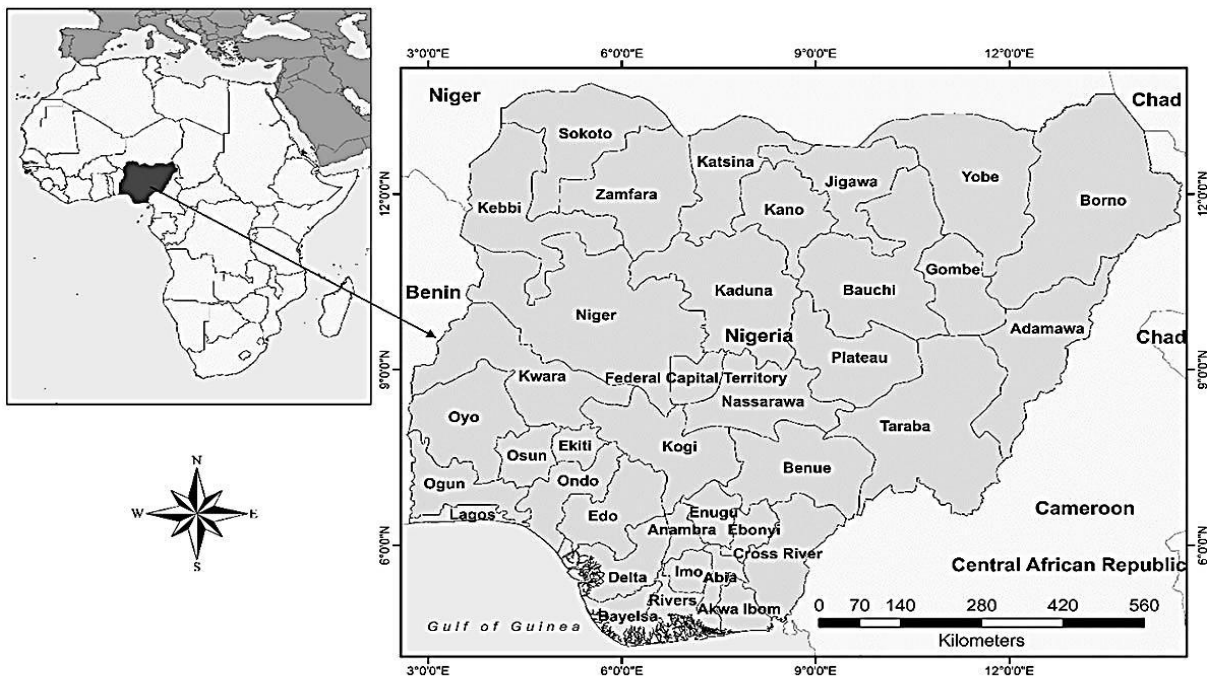 3°0'0"E 6°0'0"E 9°0'0"E 12°0'0"E
Niger
Chad
Sokoto
Katsina
Yobe
Jigawa
Zamfara
Borno
Kebbi
Kano
12°0'0"N
12°0'0"N
Gombe
Benin
Kaduna
Bauchi
Niger
Adamawa
Nigeria
Chad
Plateau
9°0'0"N
9°0'0"N
Kwara
Federal Capital Territory
Nassarawa
Oyo
Taraba
Ekiti
Kogi
Osun
Benue
Ogun
Ondo
N
W E
S
Lagos
Edo
Enugu
Cameroon
Anambra
Ebonyi
6°0'0"N
6°0'0"N
Cross River
Central African Republic
Delta
Imo
Abia
Rivers
Akwa Ibom
Bayelsa
Gulf of Guinea
0 70 140 280 420 560
Kilometers
3°0'0"E 6°0'0"E 9°0'0"E 12°0'0"E